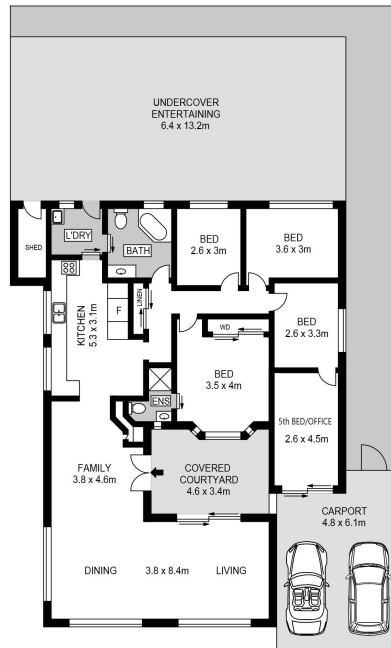 UNDERCOVER
ENTERTAINING
6.4 x 13.2m
SHED
L'DRY
BATH
BED
2.6 x 3m
BED
3.6 x 3m
KITCHEN
5.3 x 3.1m
F
LINEN
WD
BED
2.6 x 3.3m
BED
3.5 x 4m
ENS
5th BED/OFFICE
2.6 x 4.5m
FAMILY
3.8 x 4.6m
COVERED
COURTYARD
4.6 x 3.4m
CARPORT
4.8 x 6.1m
DINING 3.8 x 8.4m LIVING